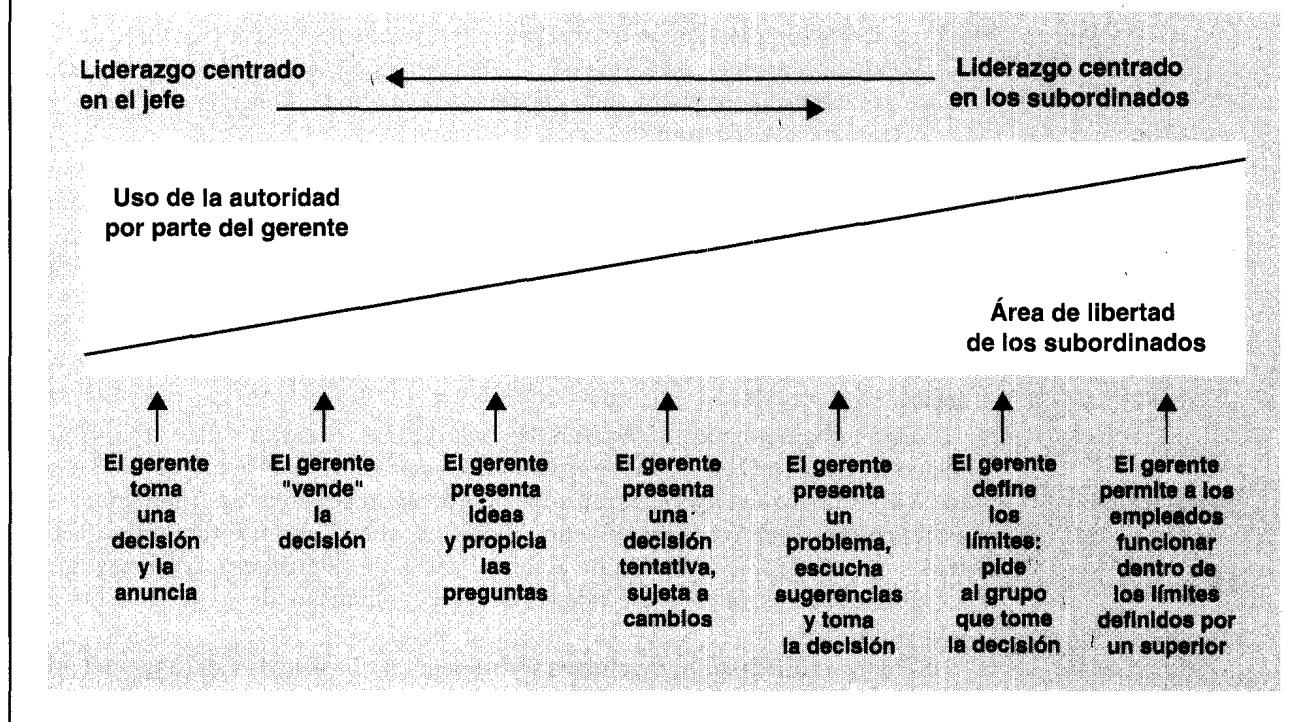 Liderazgo centrado
en el jefe
Liderazgo centrado
en los subordinados
Uso de la autoridad
por parte del gerente
Área de libertad
de los subordinados
El gerente
toma
una
decisión
y la
anuncia
El gerente
"vende"
la
decisión
El gerente
presenta
ideas
y propicia
las
preguntas
El gerente
presenta
una
decisión
tentativa,
sujeta a
cambios
El gerente
presenta
un
problema,
escucha
sugerencias
y toma
la decisión
El gerente
define
los
límites:
pide
al grupo
que tome
la decisión
El gerente
permite a los
empleados
funcionar
dentro de
los límites
definidos por
un superior